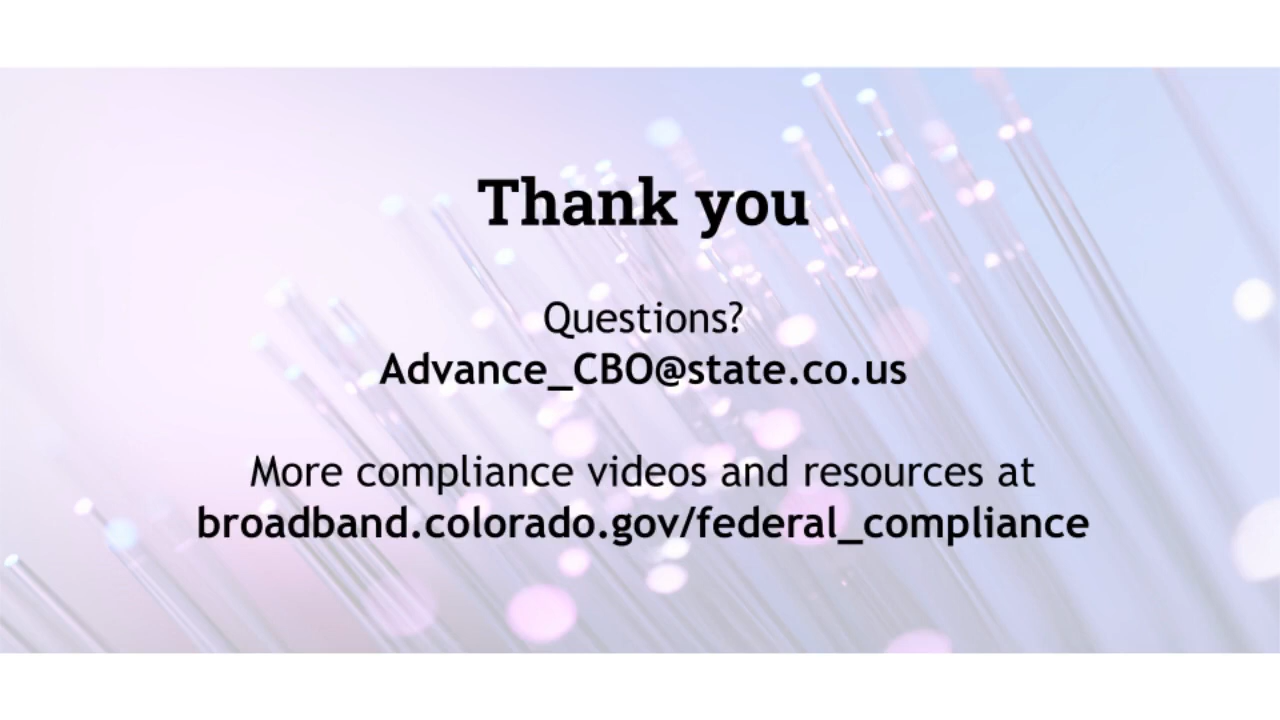 Thank you
Questions?
Advance_CBO@state.co.us
More compliance videos and resources at
broadband.colorado.gov/federal_compliance